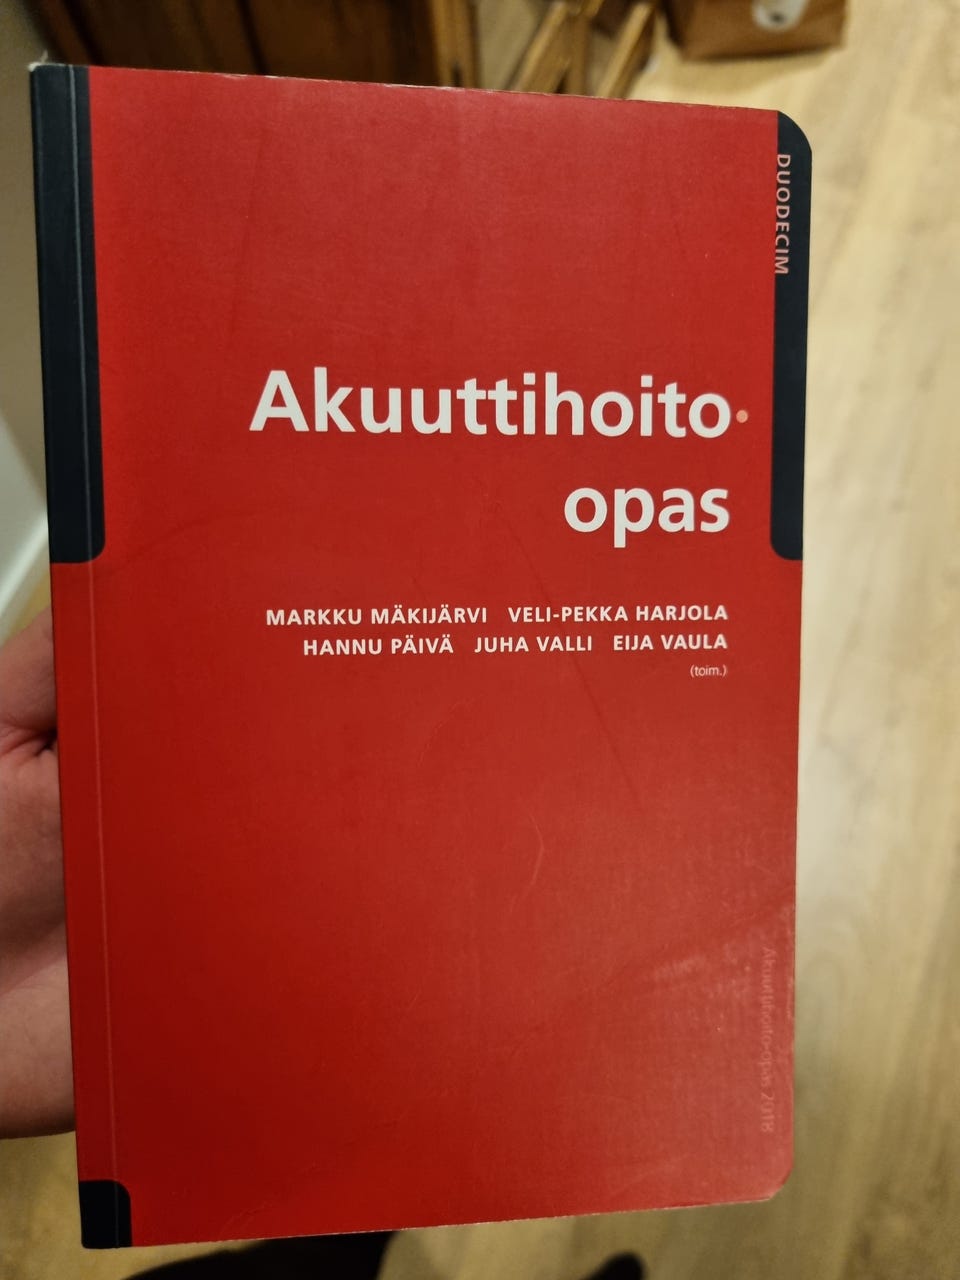 DUODECIM
Akuuttihoito-
opas
MARKKU MÄKIJÄRVI VELI-PEKKA HARJOLA
HANNU PÄIVÄ JUHA VALLI EIJA VAULA
(toim.)
Akuuttihoito-opas 2018